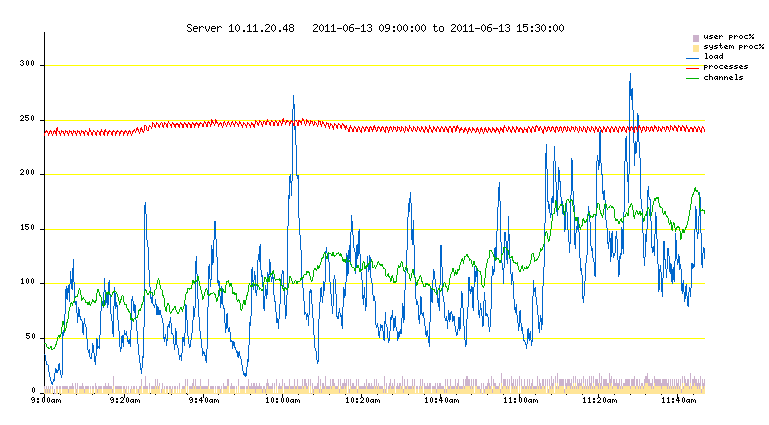 Server 10.11.20.48 2011-06-13 09:00:00 to 2011-06-13 15:30:00
user proc%
system proc%
load
processes
channels
300
250
200
150
100
50
0
9:00am 9:20am 9:40am 10:00am 10:20am 10:40am 11:00am 11:20am 11:40am